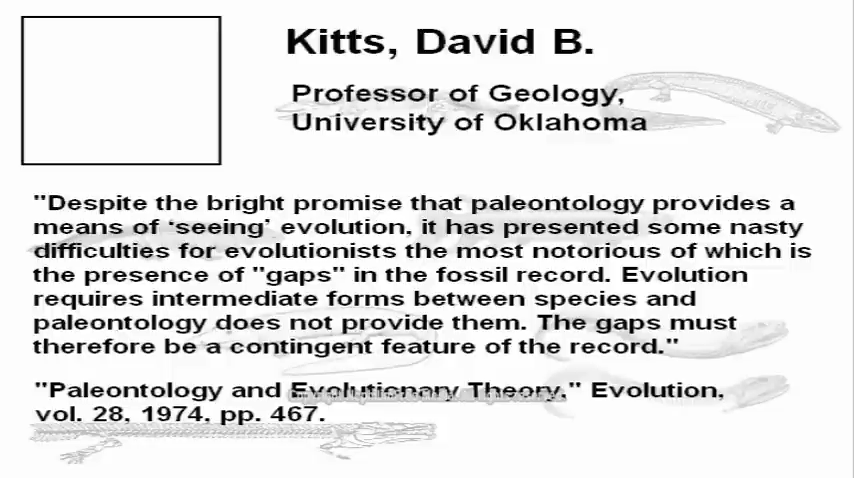 Kitts, David B.
Professor of Geology,
University of Oklahoma
"Despite the bright promise that paleontology provides a
means of ‘seeing’ evolution, it has presented some nasty
difficulties for evolutionists the most notorious of which is
the presence of "gaps" in the fossil record. Evolution
requires intermediate forms between species and
paleontology does not provide them. The gaps must
therefore be a contingent feature of the record."
"Paleontology and Evolutionary Theory," Evolution,
vol. 28, 1974, pp. 467.